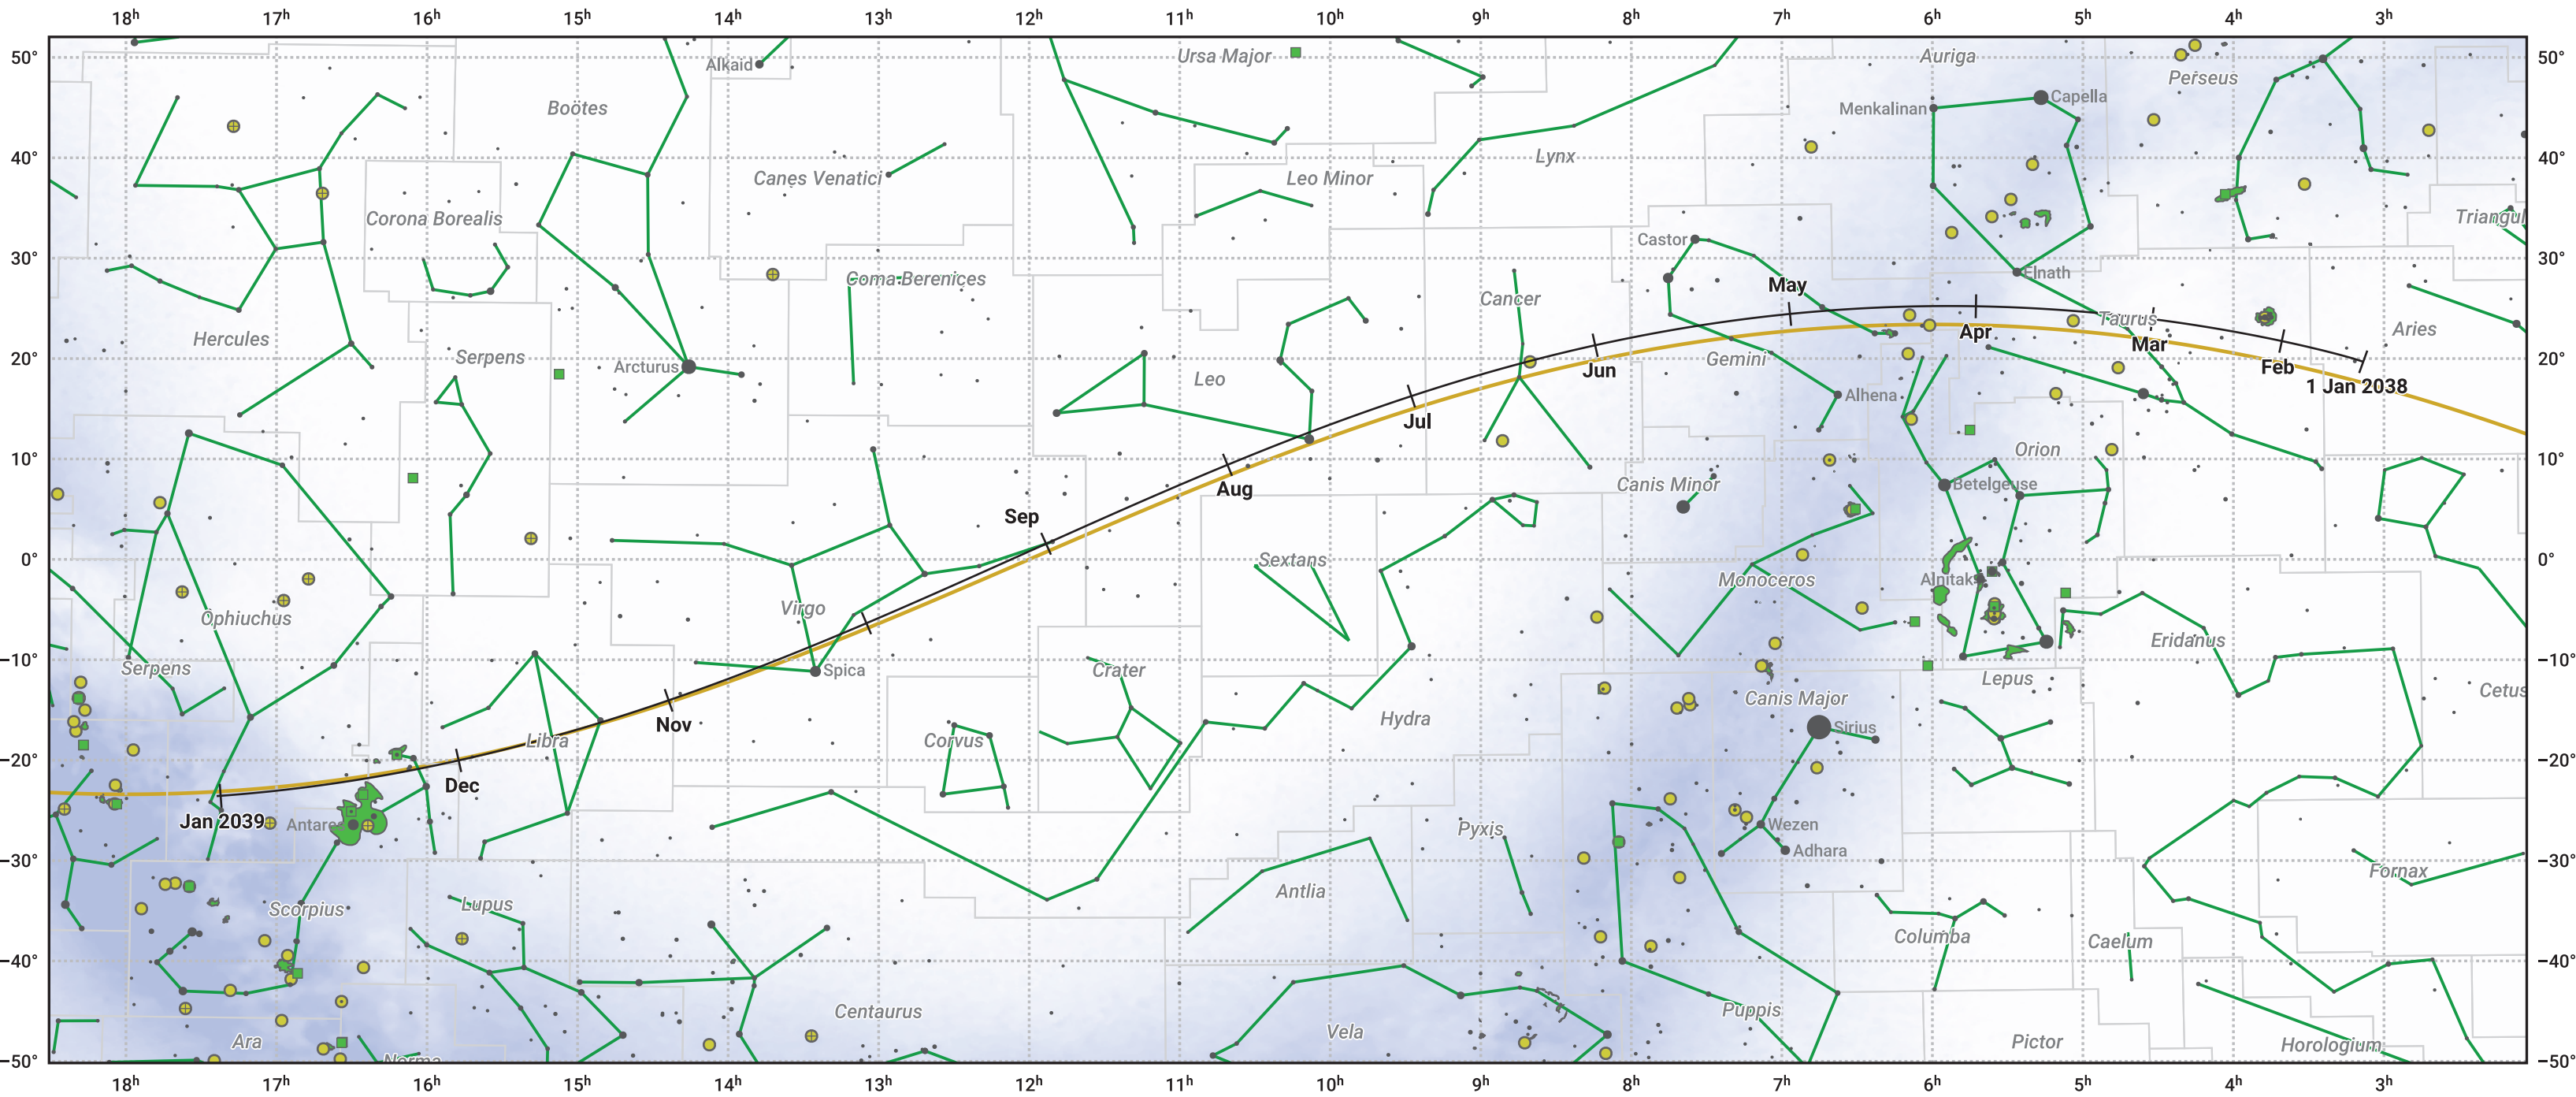 18h 17h 16h 15h 14h 13h 12h 11h 10h 9h 8h 7h 6h 5h 4h 3h
50° Alkaid Ursa Major Auriga 50°
Perseus
Boötes Menkalinan Capella
40° Canes Venatici Leo Minor Lynx 40°
Corona Borealis Triangul
30° Castor 30°
Coma Berenices Elnath
May
Cancer
Hercules Taurus Aries
Serpens Apr Mar
20° Arcturus Leo Gemini Feb 20°
Jun 1 Jan 2038
Alhena
Jul
10° Orion 10°
Aug Canis Minor Betelgeuse
Sep
0° Sextans 0°
Virgo Monoceros Alnitak
Ophiuchus
Eridanus
−10° Serpens Spica Crater −10°
Lepus Cetus
Canis Major
Nov Hydra Sirius
Libra Corvus
−20° −20°
Dec
Jan 2039 Antares Pyxis Wezen
Adhara
−30° −30°
Antlia Fornax
Scorpius Lupus
Columba Caelum
−40° −40°
Centaurus Puppis
Ara Vela Pictor Horologium
−50° Norma −50°
18h 17h 16h 15h 14h 13h 12h 11h 10h 9h 8h 7h 6h 5h 4h 3h